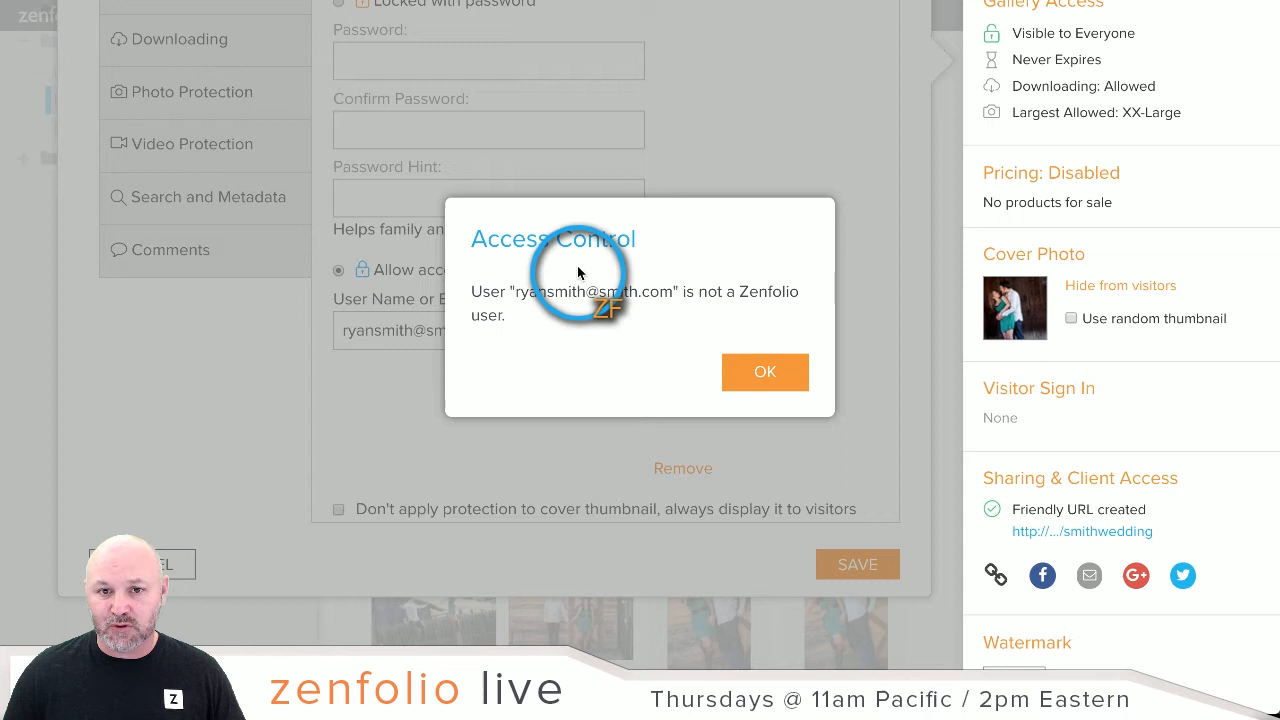 zenfo
Locked with password
Password:
Confirm Password:
Password Hint:
Helps family an
Allow acc
User Name or E
ryansmith@sm
Remove
Don't apply protection to cover thumbnail, always display it to visitors
SAVE
Downloading
Photo Protection
Video Protection
Search and Metadata
Comments
Access Control
User "ryansmith@smith.com" is not a Zenfolio
user.
ZF
OK
Gallery Access
Visible to Everyone
Never Expires
Downloading: Allowed
Largest Allowed: XX-Large
Pricing: Disabled
No products for sale
Cover Photo
Hide from visitors
Use random thumbnail
Visitor Sign In
None
Sharing & Client Access
Friendly URL created
http://.../smithwedding
f
G+
Watermark
Z
zenfolio live
Thursdays @ 11am Pacific / 2pm Eastern